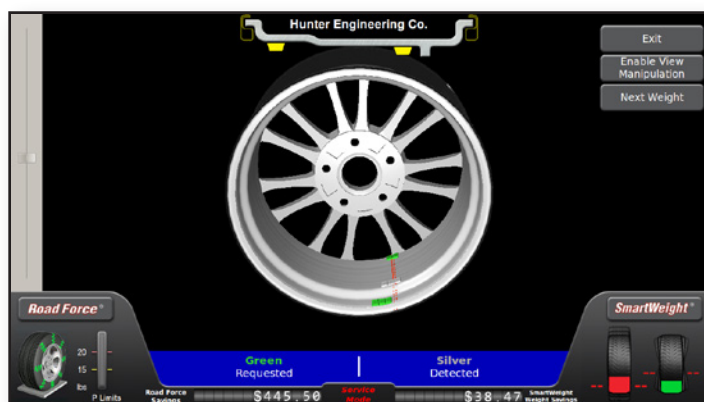 Hunter Engineering Co.
Exit
Enable View
Manipulation
Next Weight
Road Force®
SmartWeight®
20
15
lbs
P Limits
Green
Requested
Silver
Detected
Road Force
Savings
$445.50
Service
Mode
$38.47
SmartWeight
Weight Savings